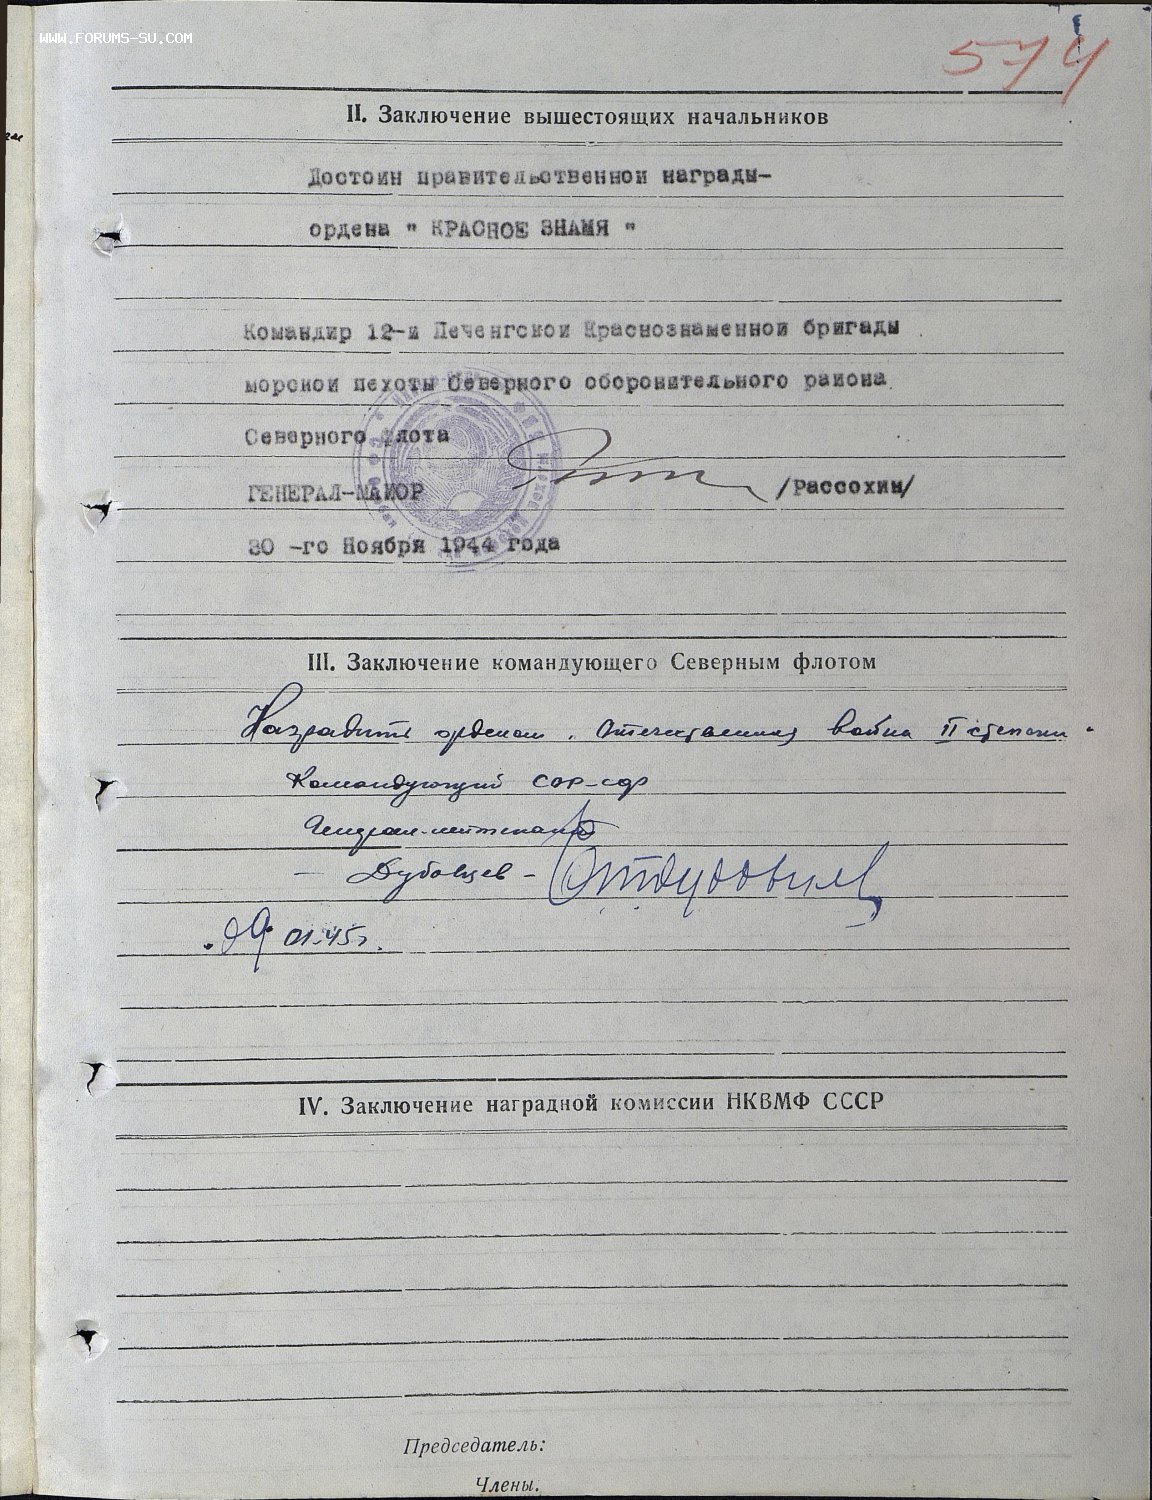 WWW.FORUMS-SU.COM
574
II. Заключение вышестоящих начальников
Достоин правительственной награды-
ордена " КРАСНОЕ ЗНАМЯ "
Командир 12-й Печенгской Краснознаменной бригады
морской пехоты Северного оборонительного района
Северного флота
ГЕНЕРАЛ-МАЙОР /Рассохин/
30 -го Ноября 1944 года
III. Заключение командующего Северным флотом
Наградить орденом „Отечественная война II степени“
Командующий СОР-СФ
Генерал-лейтенант
— Дубовцев —
01.45г.
IV. Заключение наградной комиссии НКВМФ СССР
Председатель:
Члены.